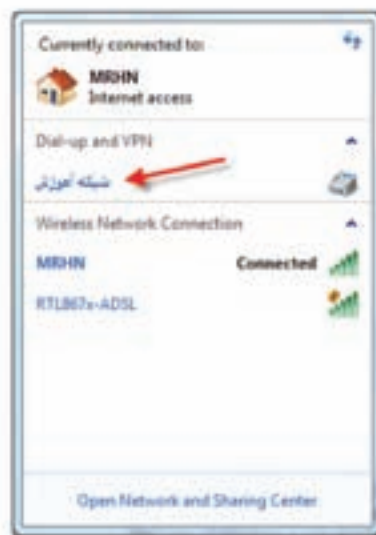 Currently connected to:
MRHN
Internet access
Dial-up and VPN
شبکه آموزش
Wireless Network Connection
MRHN Connected
RTL867x-ADSL
Open Network and Sharing Center